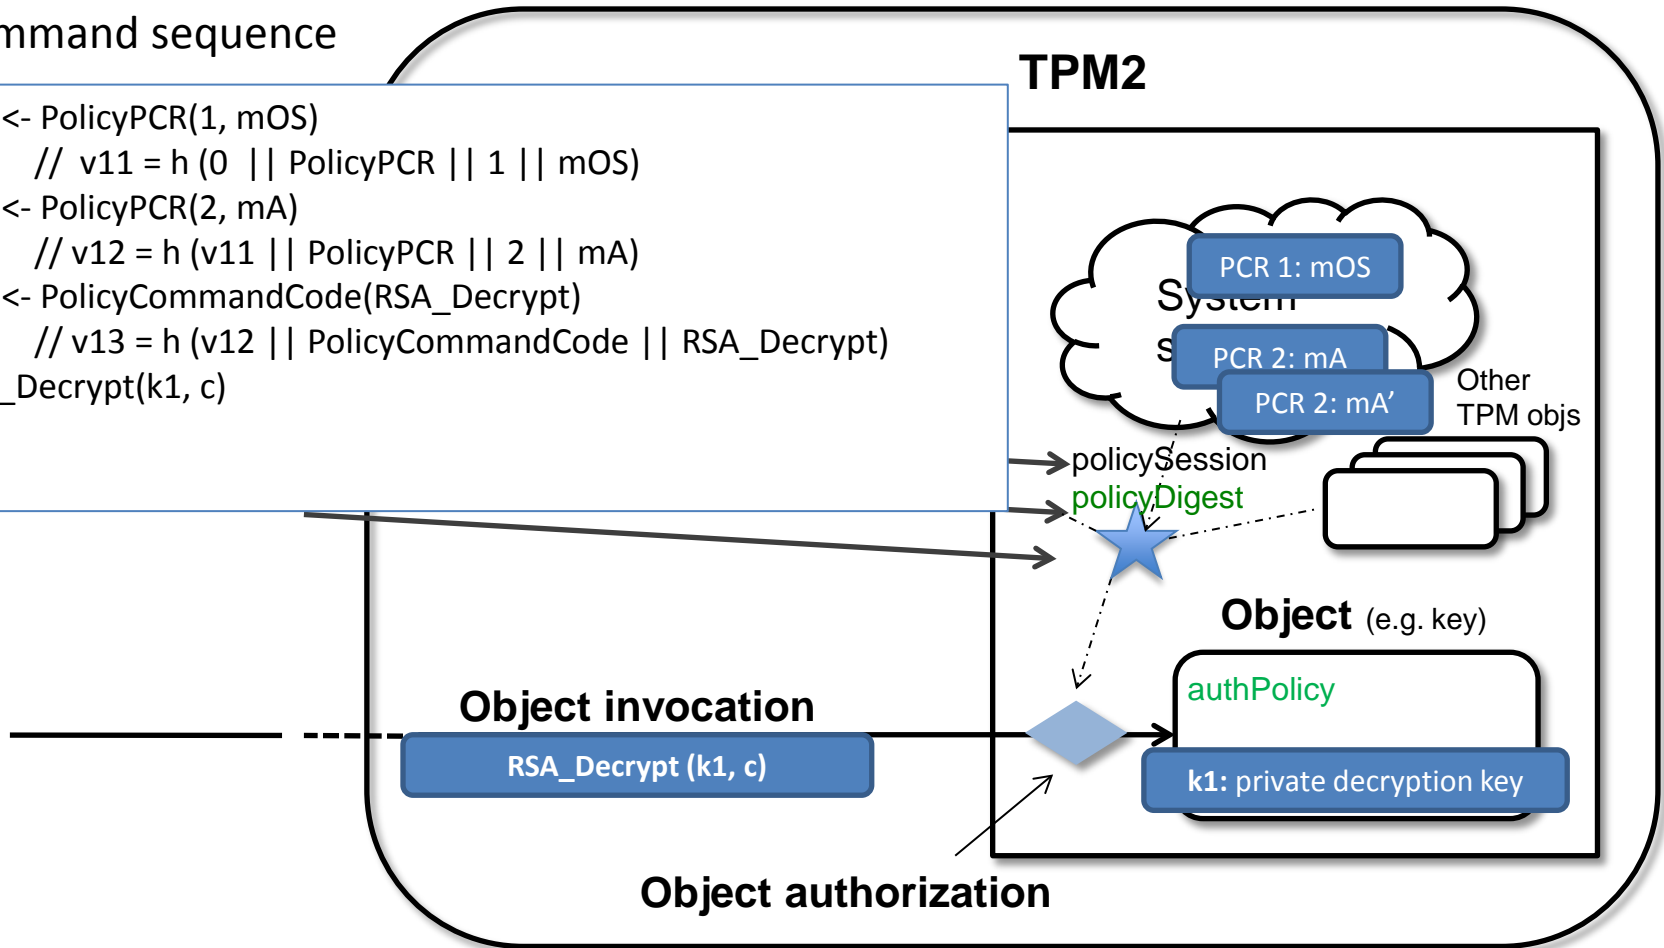 mmand sequence
TPM2
<- PolicyPCR(1, mOS)
// v11 = h (0 || PolicyPCR || 1 || mOS)
<- PolicyPCR(2, mA)
// v12 = h (v11 || PolicyPCR || 2 || mA)
<- PolicyCommandCode(RSA_Decrypt)
// v13 = h (v12 || PolicyCommandCode || RSA_Decrypt)
_Decrypt(k1, c)
PCR 1: mOS
System
s
PCR 2: mA
PCR 2: mA’
Other
TPM objs
policySession
policyDigest
Object (e.g. key)
authPolicy
k1: private decryption key
Object invocation
RSA_Decrypt (k1, c)
Object authorization